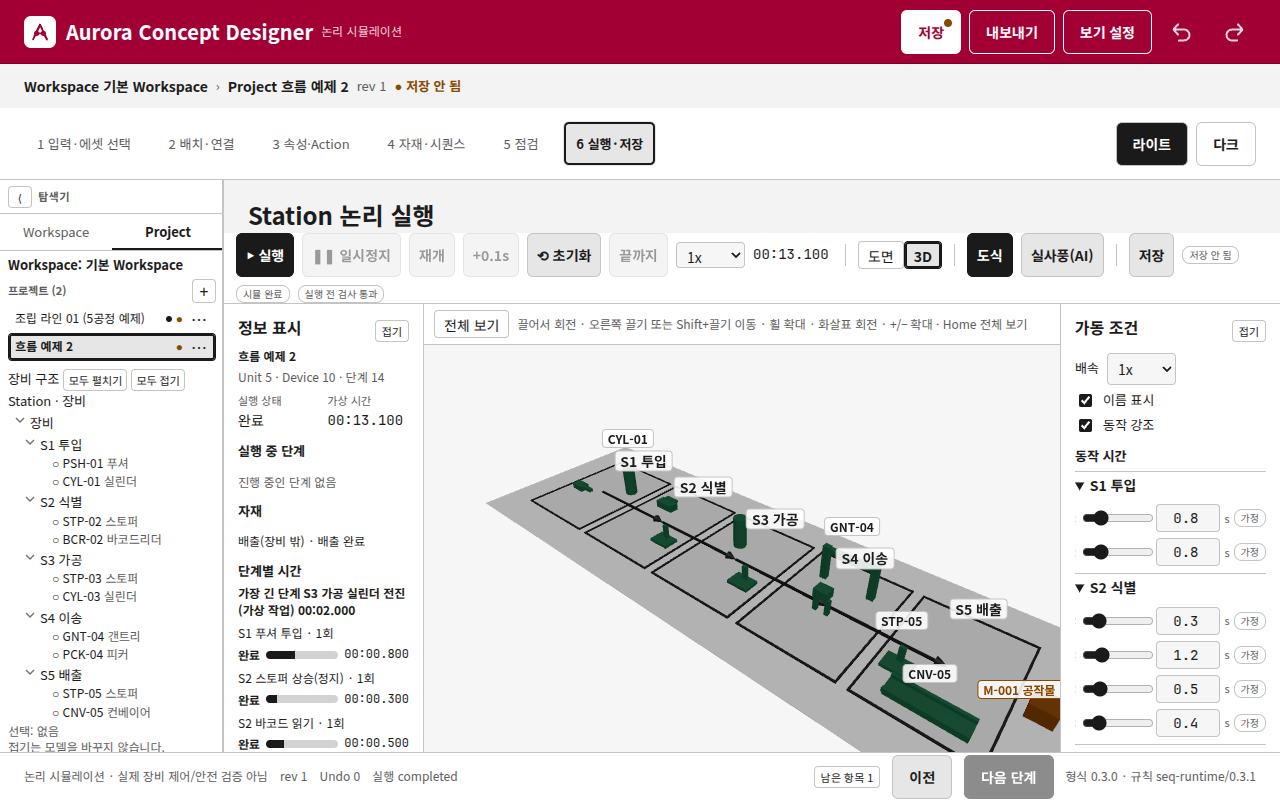 Aurora Concept Designer 논리 시뮬레이션 저장 내보내기 보기 설정
Workspace 기본 Workspace › Project 흐름 예제 2 rev 1 ● 저장 안 됨
1 입력·에셋 선택 2 배치·연결 3 속성·Action 4 자재·시퀀스 5 점검 6 실행·저장 라이트 다크
⟨ 탐색기
Workspace Project
Workspace: 기본 Workspace
프로젝트 (2) +
조립 라인 01 (5공정 예제) ● ● ···
흐름 예제 2 ● ···
장비 구조 모두 펼치기 모두 접기
Station · 장비
장비
S1 투입
○ PSH-01 푸셔
○ CYL-01 실린더
S2 식별
○ STP-02 스토퍼
○ BCR-02 바코드리더
S3 가공
○ STP-03 스토퍼
○ CYL-03 실린더
S4 이송
○ GNT-04 갠트리
○ PCK-04 피커
S5 배출
○ STP-05 스토퍼
○ CNV-05 컨베이어
선택: 없음
접기는 모델을 바꾸지 않습니다.
Station 논리 실행
▸ 실행 ❚❚ 일시정지 재개 +0.1s ⟲ 초기화 끝까지 1x 00:13.100 도면 3D 도식 실사풍(AI) 저장 저장 안 됨
시뮬 완료 실행 전 검사 통과
정보 표시 접기
흐름 예제 2
Unit 5 · Device 10 · 단계 14
실행 상태 가상 시간
완료 00:13.100
실행 중 단계
진행 중인 단계 없음
자재
배출(장비 밖) · 배출 완료
단계별 시간
가장 긴 단계 S3 가공 실린더 전진
(가상 작업) 00:02.000
S1 푸셔 투입 · 1회
완료 00:00.800
S2 스토퍼 상승(정지) · 1회
완료 00:00.300
S2 바코드 읽기 · 1회
완료 00:00.500
전체 보기 끌어서 회전 · 오른쪽 끌기 또는 Shift+끌기 이동 · 휠 확대 · 화살표 회전 · +/− 확대 · Home 전체 보기
CYL-01
S1 투입
S2 식별
S3 가공
GNT-04
S4 이송
S5 배출
STP-05
CNV-05
M-001 공작물
가동 조건 접기
배속 1x
이름 표시
동작 강조
동작 시간
▼ S1 투입
0.8 s 가정
0.8 s 가정
▼ S2 식별
0.3 s 가정
1.2 s 가정
0.5 s 가정
0.4 s 가정
논리 시뮬레이션 · 실제 장비 제어/안전 검증 아님 rev 1 Undo 0 실행 completed 남은 항목 1 이전 다음 단계 형식 0.3.0 · 규칙 seq-runtime/0.3.1